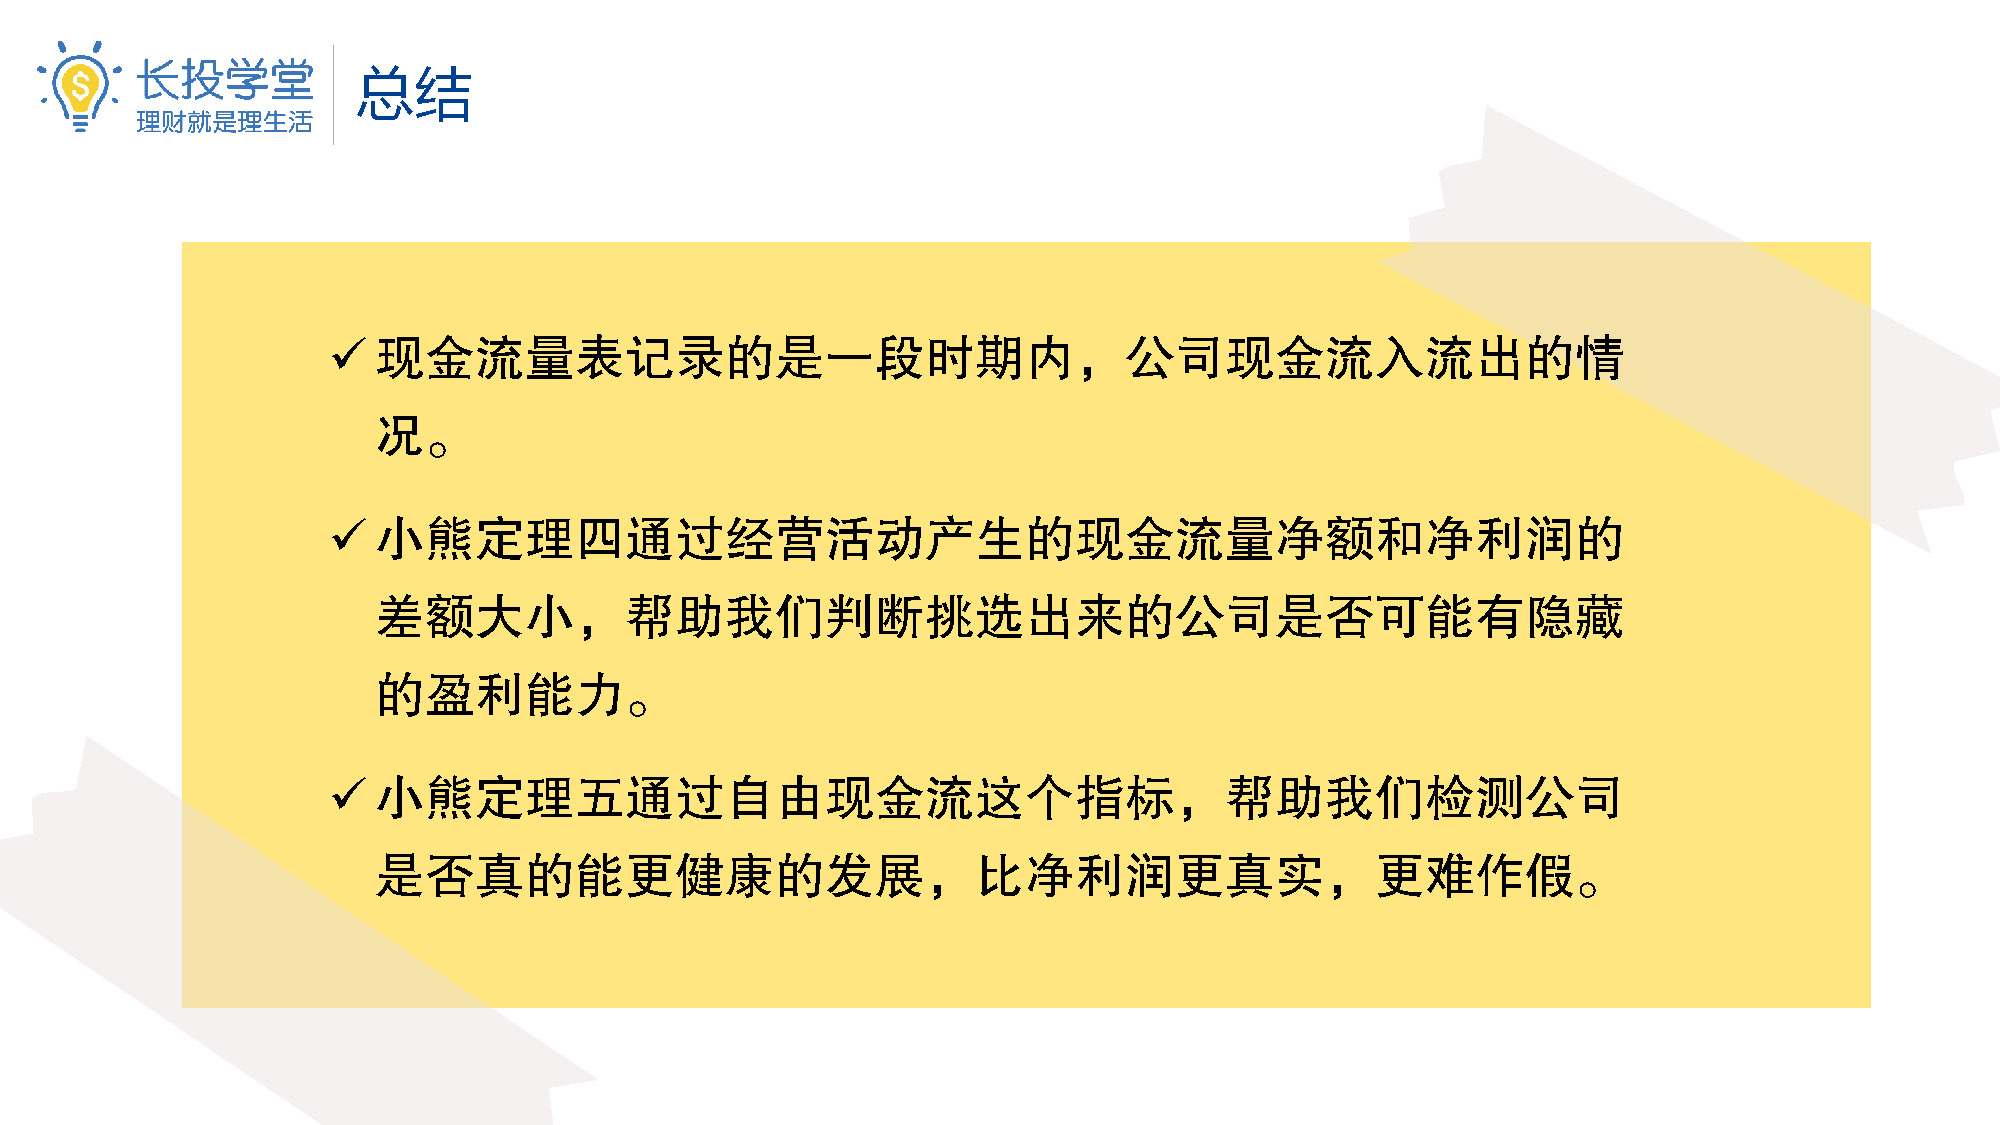 长投学堂
理财就是理生活
总结
✓现金流量表记录的是一段时期内，公司现金流入流出的情
况。
✓小熊定理四通过经营活动产生的现金流量净额和净利润的
差额大小，帮助我们判断挑选出来的公司是否可能有隐藏
的盈利能力。
✓小熊定理五通过自由现金流这个指标，帮助我们检测公司
是否真的能更健康的发展，比净利润更真实，更难作假。